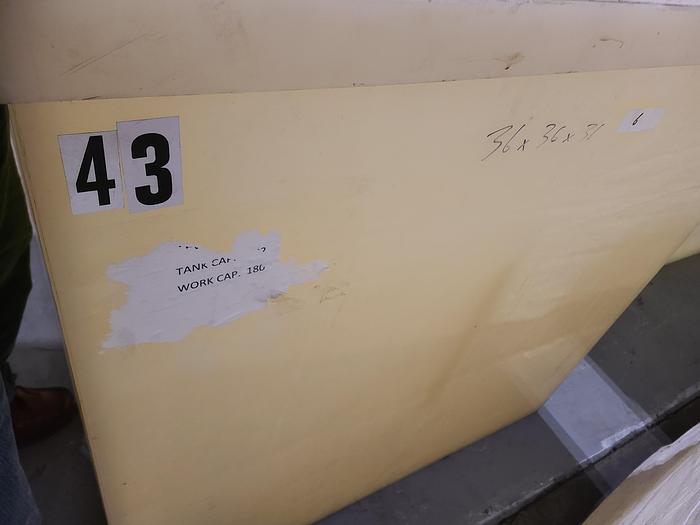 43
36 x 36 x 31
6
TANK CAP.
WORK CAP. 180